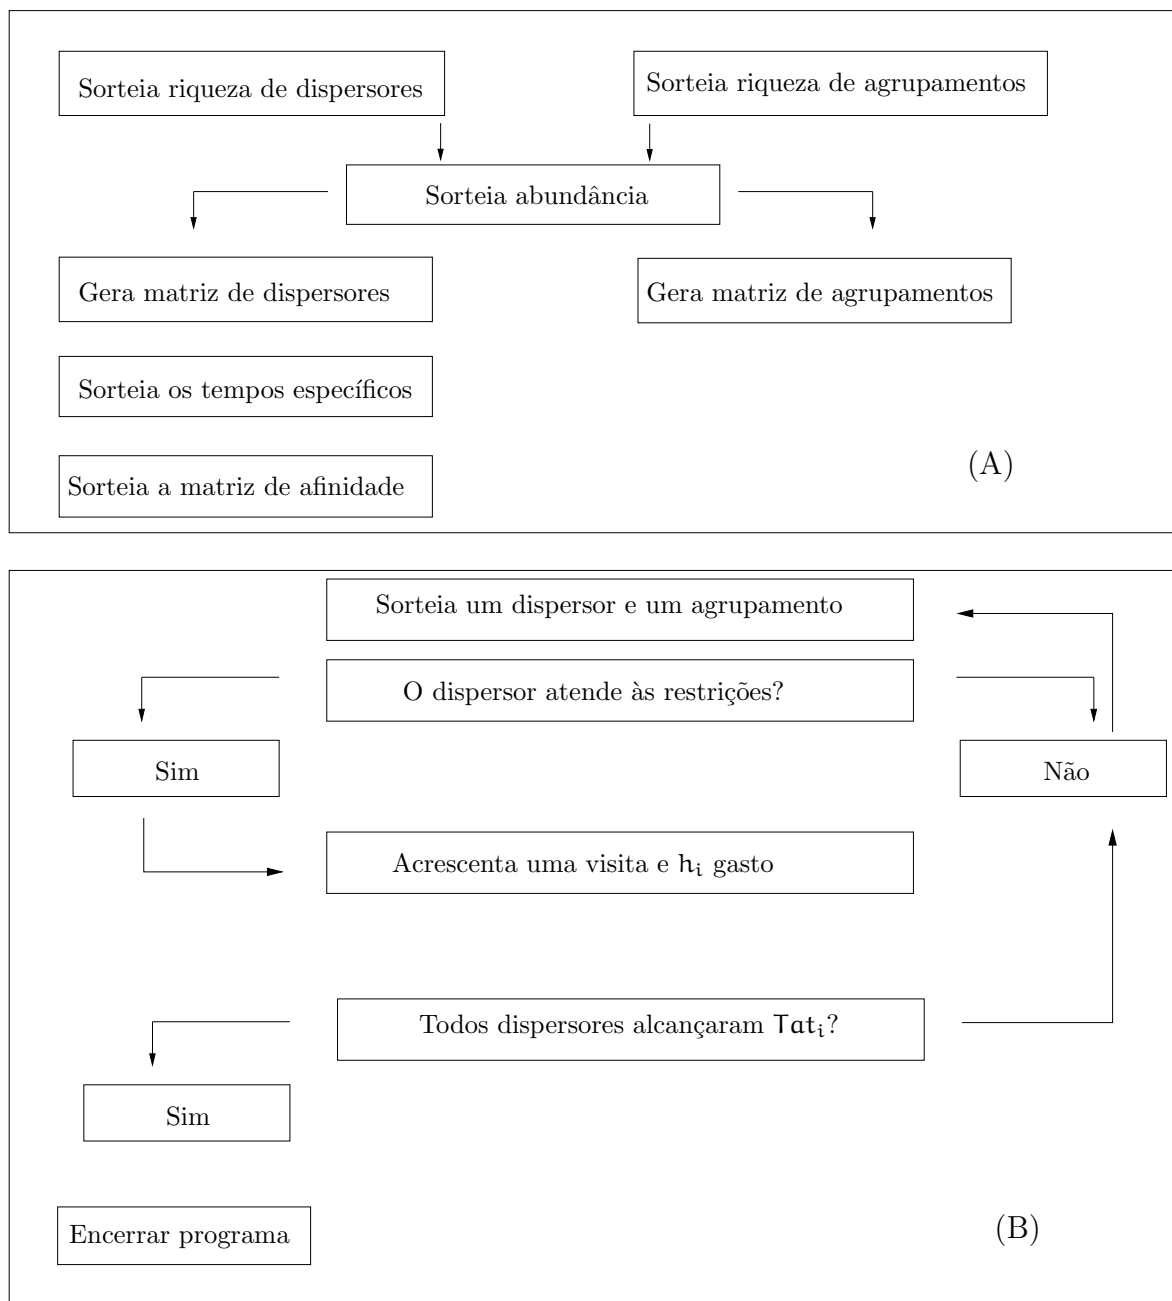 Sorteia riqueza de dispersores
Sorteia riqueza de agrupamentos
Sorteia abundância
Gera matriz de dispersores
Gera matriz de agrupamentos
Sorteia os tempos específicos
Sorteia a matriz de afinidade
(A)
Sorteia um dispersor e um agrupamento
O dispersor atende às restrições?
Sim
Não
Acrescenta uma visita e hᵢ gasto
Todos dispersores alcançaram Tatᵢ?
Sim
Encerrar programa
(B)